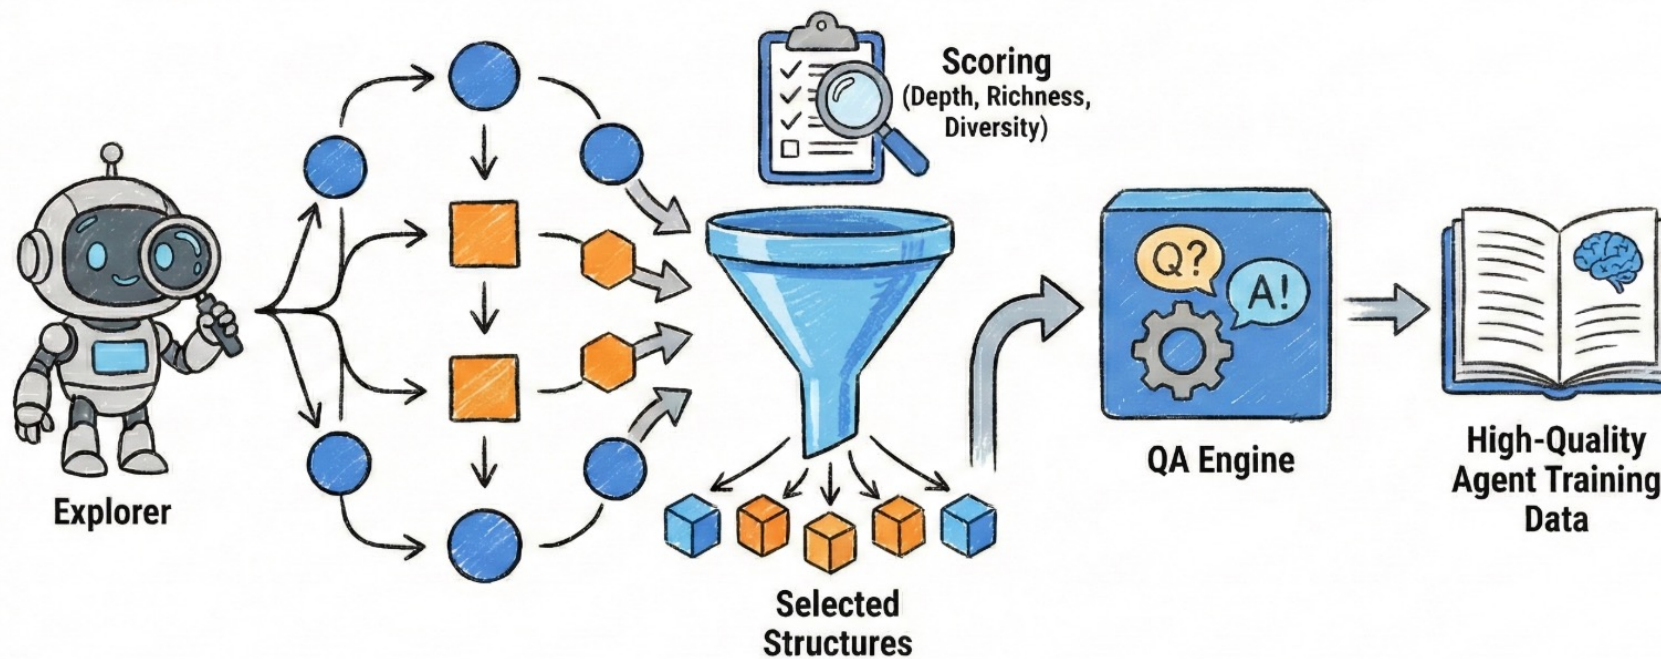 Explorer
Scoring
(Depth, Richness,
Diversity)
Selected
Structures
Q?
A!
QA Engine
High-Quality
Agent Training
Data